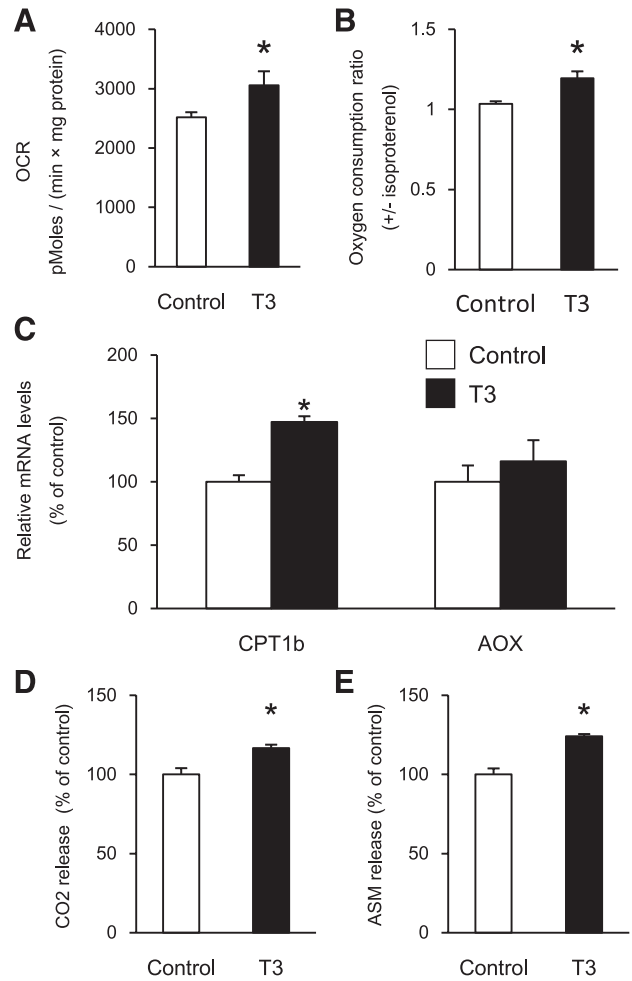 A
OCR
pMoles / (min × mg protein)
4000
3000
2000
1000
0
*
Control
T3
B
Oxygen consumption ratio
(+/- isoproterenol)
1.5
1
0.5
0
*
Control
T3
C
Relative mRNA levels
(% of control)
200
150
100
50
0
*
Control
T3
CPT1b
AOX
D
CO2 release (% of control)
150
100
50
0
*
Control
T3
E
ASM release (% of control)
150
100
50
0
*
Control
T3